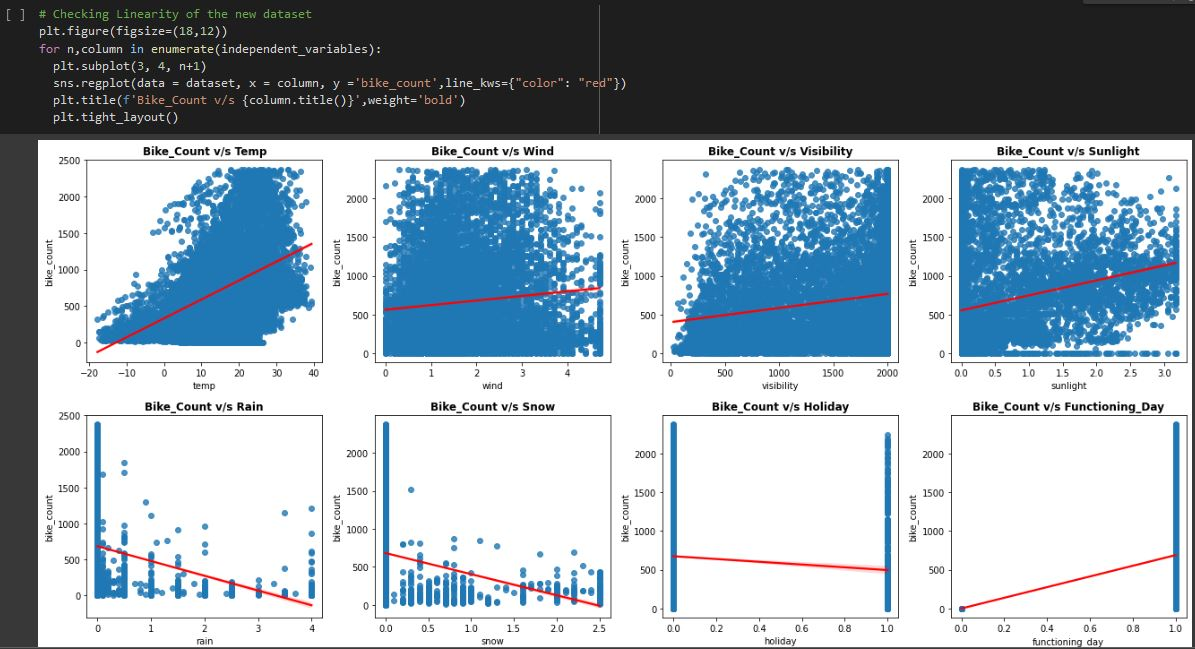 [ ] # Checking Linearity of the new dataset
plt.figure(figsize=(18,12))
for n,column in enumerate(independent_variables):
  plt.subplot(3, 4, n+1)
  sns.regplot(data = dataset, x = column, y ='bike_count',line_kws={"color": "red"})
  plt.title(f'Bike_Count v/s {column.title()}',weight='bold')
  plt.tight_layout()
Bike_Count v/s Temp
2500
2000
1500
1000
500
0
bike_count
−20 −10 0 10 20 30 40
temp
Bike_Count v/s Wind
2000
1500
1000
500
0
bike_count
0 1 2 3 4
wind
Bike_Count v/s Visibility
2000
1500
1000
500
0
bike_count
0 500 1000 1500 2000
visibility
Bike_Count v/s Sunlight
2000
1500
1000
500
0
bike_count
0.0 0.5 1.0 1.5 2.0 2.5 3.0
sunlight
Bike_Count v/s Rain
2500
2000
1500
1000
500
0
bike_count
0 1 2 3 4
rain
Bike_Count v/s Snow
2000
1500
1000
500
0
bike_count
0.0 0.5 1.0 1.5 2.0 2.5
snow
Bike_Count v/s Holiday
2000
1500
1000
500
0
bike_count
0.0 0.2 0.4 0.6 0.8 1.0
holiday
Bike_Count v/s Functioning_Day
2000
1500
1000
500
0
bike_count
0.0 0.2 0.4 0.6 0.8 1.0
functioning_day